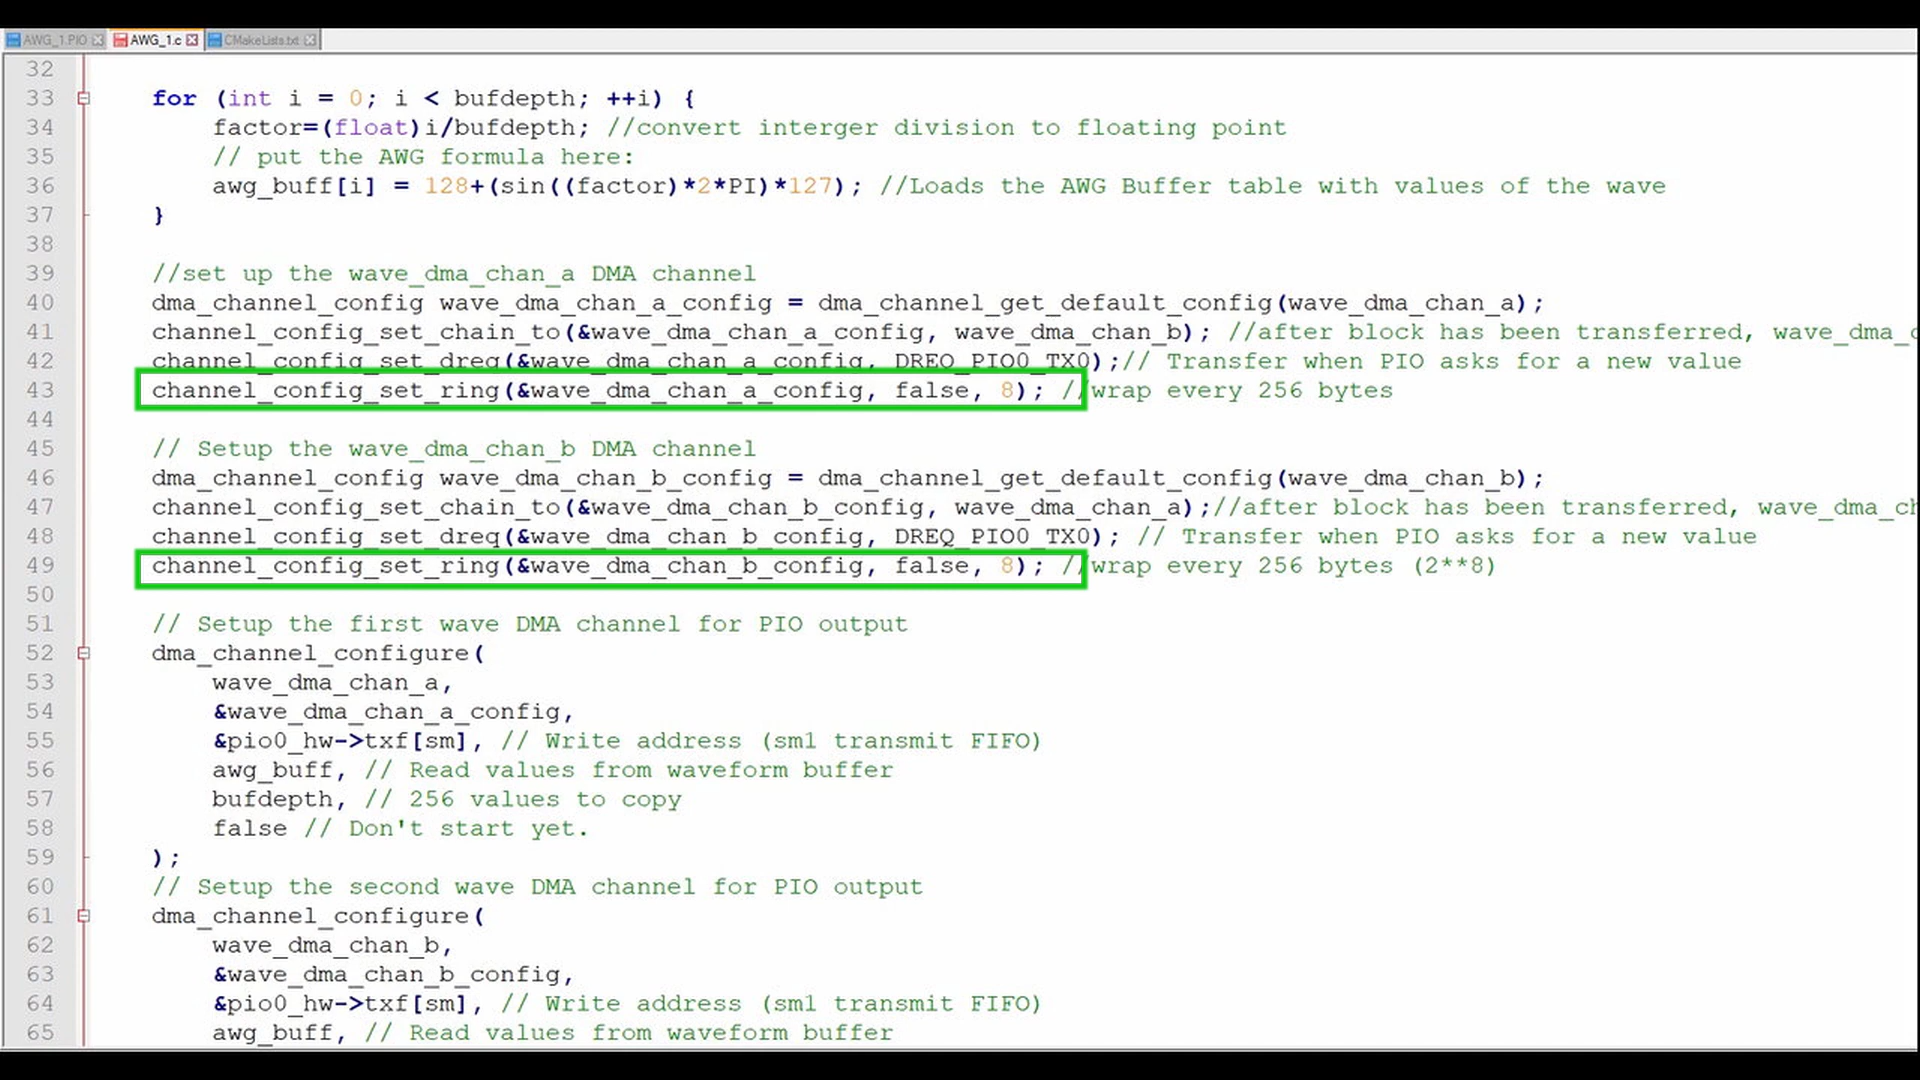 AWG_1.PIO AWG_1.c CMakeLists.txt
32
33 for (int i = 0; i < bufdepth; ++i) {
34 factor=(float)i/bufdepth; //convert interger division to floating point
35 // put the AWG formula here:
36 awg_buff[i] = 128+(sin((factor)*2*PI)*127); //Loads the AWG Buffer table with values of the wave
37 }
38
39 //set up the wave_dma_chan_a DMA channel
40 dma_channel_config wave_dma_chan_a_config = dma_channel_get_default_config(wave_dma_chan_a);
41 channel_config_set_chain_to(&wave_dma_chan_a_config, wave_dma_chan_b); //after block has been transferred, wave_dma_c
42 channel_config_set_dreq(&wave_dma_chan_a_config, DREQ_PIO0_TX0);// Transfer when PIO asks for a new value
43 channel_config_set_ring(&wave_dma_chan_a_config, false, 8); //wrap every 256 bytes
44
45 // Setup the wave_dma_chan_b DMA channel
46 dma_channel_config wave_dma_chan_b_config = dma_channel_get_default_config(wave_dma_chan_b);
47 channel_config_set_chain_to(&wave_dma_chan_b_config, wave_dma_chan_a);//after block has been transferred, wave_dma_ch
48 channel_config_set_dreq(&wave_dma_chan_b_config, DREQ_PIO0_TX0); // Transfer when PIO asks for a new value
49 channel_config_set_ring(&wave_dma_chan_b_config, false, 8); //wrap every 256 bytes (2**8)
50
51 // Setup the first wave DMA channel for PIO output
52 dma_channel_configure(
53 wave_dma_chan_a,
54 &wave_dma_chan_a_config,
55 &pio0_hw->txf[sm], // Write address (sm1 transmit FIFO)
56 awg_buff, // Read values from waveform buffer
57 bufdepth, // 256 values to copy
58 false // Don't start yet.
59 );
60 // Setup the second wave DMA channel for PIO output
61 dma_channel_configure(
62 wave_dma_chan_b,
63 &wave_dma_chan_b_config,
64 &pio0_hw->txf[sm], // Write address (sm1 transmit FIFO)
65 awg_buff, // Read values from waveform buffer